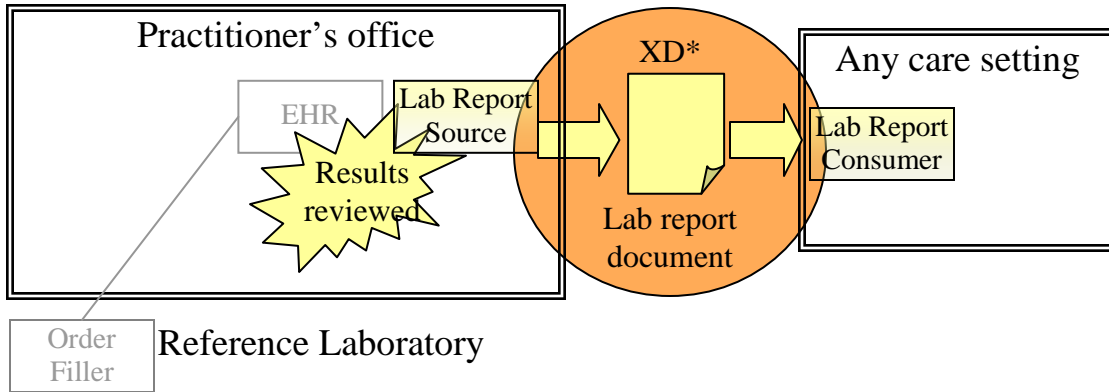 Practitioner’s office
EHR
Lab Report
Source
Results
reviewed
XD*
Lab report
document
Any care setting
Lab Report
Consumer
Order
Filler
Reference Laboratory